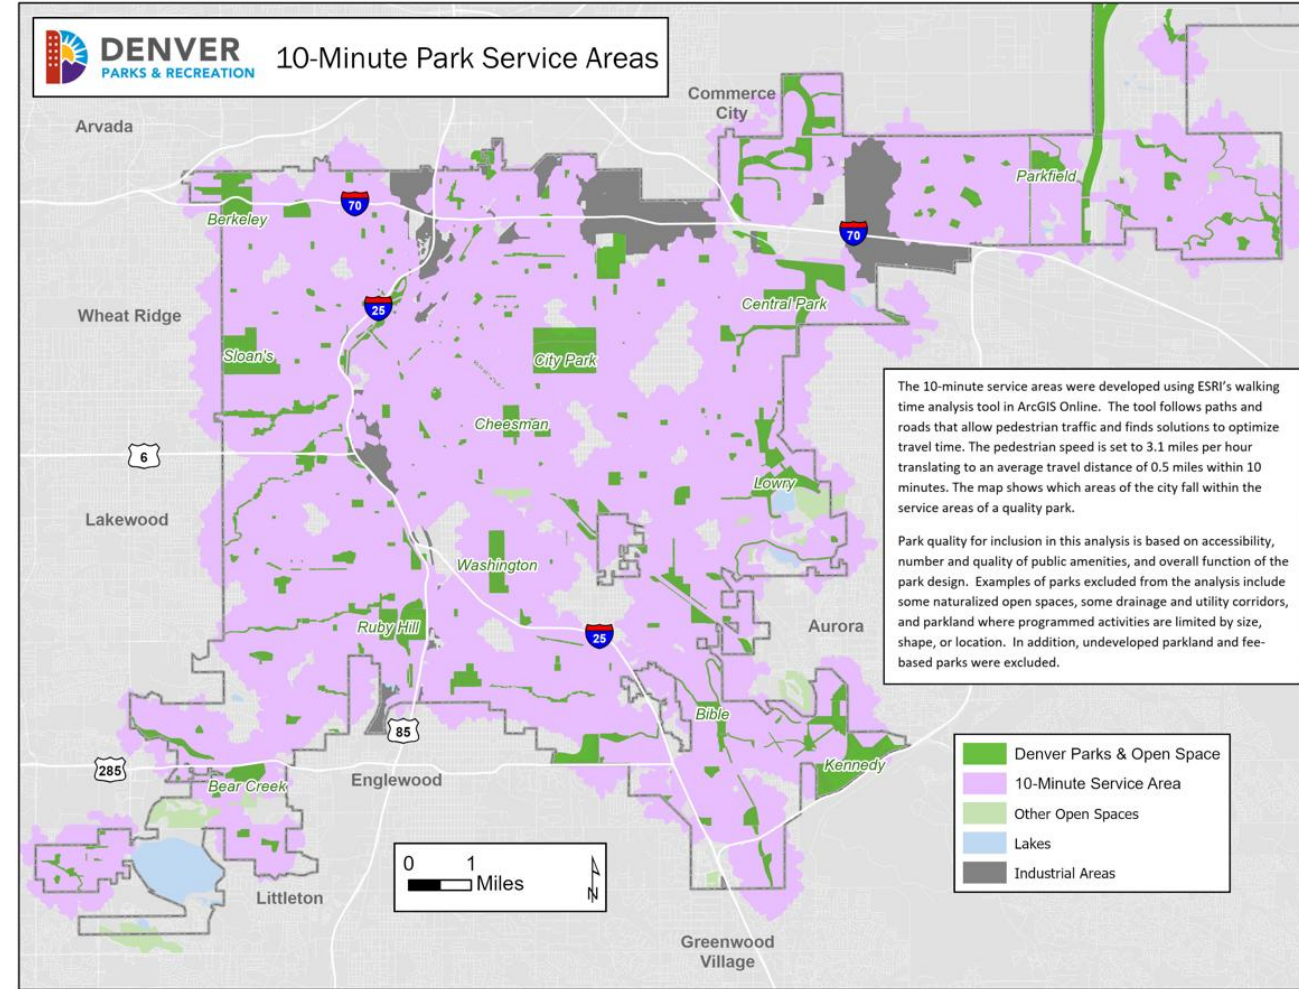 DENVER
PARKS & RECREATION
10-Minute Park Service Areas
Commerce
City
Arvada
Parkfield
Berkeley
70
70
Central Park
25
Wheat Ridge
Sloan's
City Park
The 10-minute service areas were developed using ESRI's walking
time analysis tool in ArcGIS Online. The tool follows paths and
roads that allow pedestrian traffic and finds solutions to optimize
travel time. The pedestrian speed is set to 3.1 miles per hour
translating to an average travel distance of 0.5 miles within 10
minutes. The map shows which areas of the city fall within the
service areas of a quality park.
Park quality for inclusion in this analysis is based on accessibility,
number and quality of public amenities, and overall function of the
park design. Examples of parks excluded from the analysis include
some naturalized open spaces, some drainage and utility corridors,
and parkland where programmed activities are limited by size,
shape, or location. In addition, undeveloped parkland and fee-
based parks were excluded.
Cheesman
6
Lowry
Lakewood
Washington
Ruby Hill
25
Aurora
Bible
85
Kennedy
285
Bear Creek
Englewood
Denver Parks & Open Space
10-Minute Service Area
Other Open Spaces
Lakes
Industrial Areas
0 1
Miles
N
Littleton
Greenwood
Village